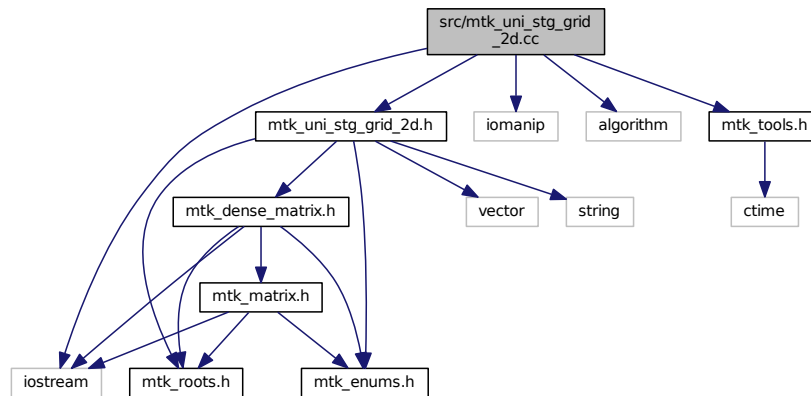 src/mtk_uni_stg_grid
_2d.cc
mtk_uni_stg_grid_2d.h
iomanip
algorithm
mtk_tools.h
mtk_dense_matrix.h
vector
string
ctime
mtk_matrix.h
iostream
mtk_roots.h
mtk_enums.h